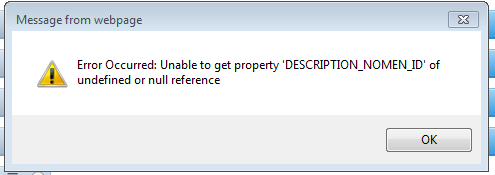 Message from webpage
Error Occurred: Unable to get property 'DESCRIPTION_NOMEN_ID' of
undefined or null reference
OK